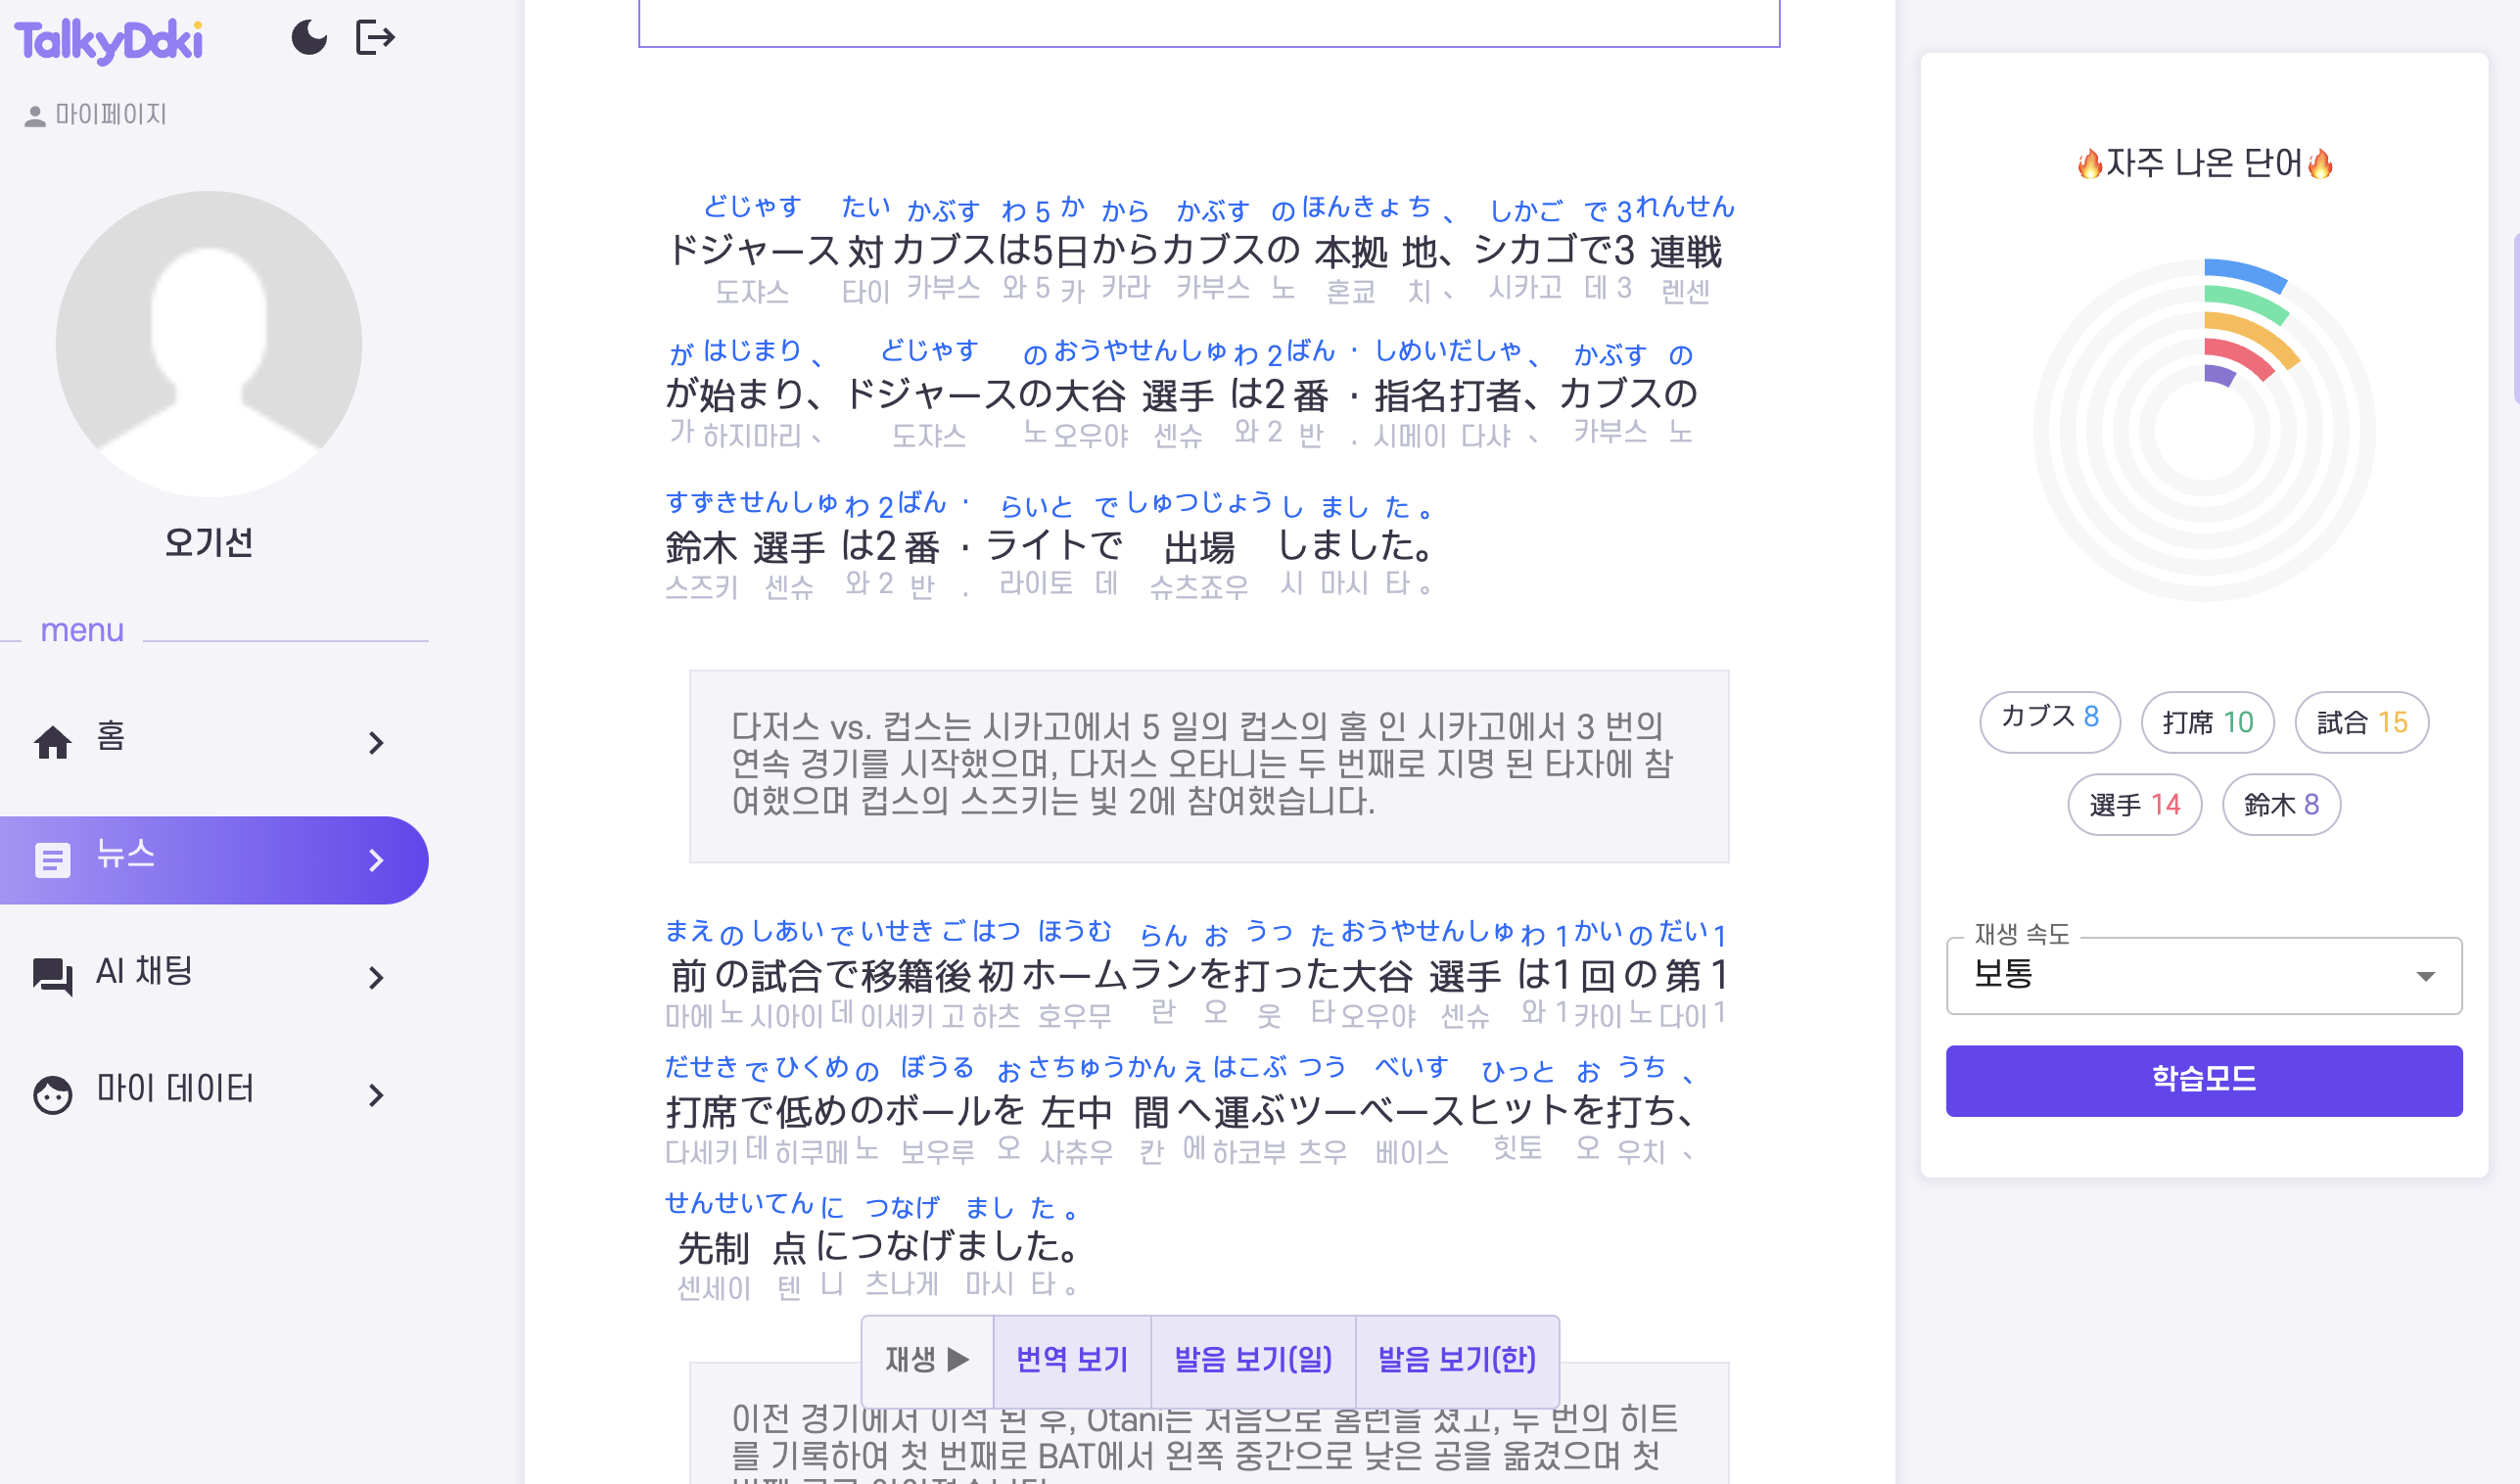 TalkyDoki
마이페이지
오기선
menu
홈
뉴스
AI 채팅
마이 데이터
どじゃす たい かぶす わ 5 か から かぶす の ほんきょ ち 、 しかご で 3 れんせん
ドジャース 対 カブスは5日からカブスの 本拠 地、シカゴで3 連戦
도쟈스 타이 카부스 와 5 카 카라 카부스 노 혼쿄 치 、 시카고 데 3 렌센
が はじまり 、 どじゃす の おうや せんしゅ わ 2 ばん · しめい だしゃ 、 かぶす の
が始まり、ドジャースの大谷 選手 は2 番 · 指名打者、カブスの
가 하지마리 、 도쟈스 노 오우야 센슈 와 2 반 . 시메이 다샤 、 카부스 노
すずき せんしゅ わ 2 ばん · らいと で しゅつじょう し まし た 。
鈴木 選手 は2 番 · ライトで 出場 しました。
스즈키 센슈 와 2 반 . 라이토 데 슈츠죠우 시 마시 타 。
다저스 vs. 컵스는 시카고에서 5 일의 컵스의 홈 인 시카고에서 3 번의
연속 경기를 시작했으며, 다저스 오타니는 두 번째로 지명 된 타자에 참
여했으며 컵스의 스즈키는 빛 2에 참여했습니다.
まえ の しあい で いせき ご はつ ほうむ らん お うっ た おうや せんしゅ わ 1 かい の だい 1
前 の試合で移籍後 初 ホームランを打った大谷 選手 は1 回 の 第 1
마에 노 시아이 데 이세키 고 하츠 호우무 란 오 웃 타 오우야 센슈 와 1 카이 노 다이 1
だせき で ひくめ の ぼうる お さちゅう かん え はこぶ つう べいす ひっと お うち 、
打席で低めのボールを 左中 間 へ運ぶツーベースヒットを打ち、
다세키 데 히쿠메 노 보우루 오 사츄우 칸 에 하코부 츠우 베이스 힛토 오 우치 、
せんせい てん に つなげ まし た 。
先制 点 につなげました。
센세이 텐 니 츠나게 마시 타 。
재생 ▶
번역 보기
발음 보기(일)
발음 보기(한)
이전 경기에서 이적 된 후, Otani는 처음으로 홈런을 쳤고, 두 번의 히트
를 기록하여 첫 번째로 BAT에서 왼쪽 중간으로 낮은 공을 옮겼으며 첫
🔥자주 나온 단어🔥
カブス 8
打席 10
試合 15
選手 14
鈴木 8
재생 속도
보통
학습모드